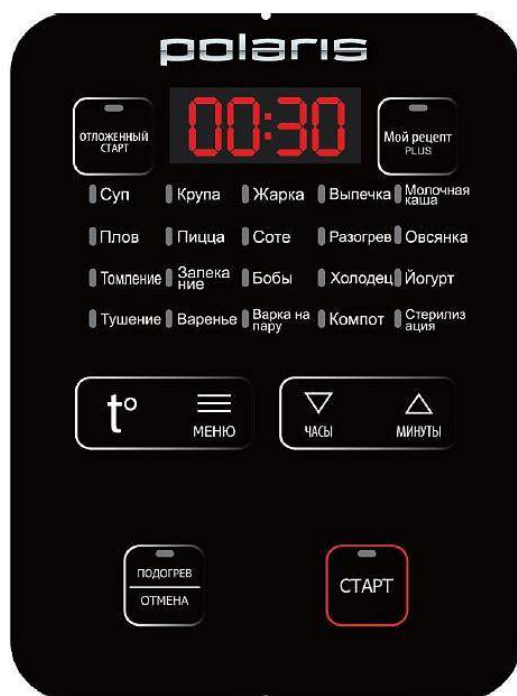 polaris
ОТЛОЖЕННЫЙ
СТАРТ
00:30
Мой рецепт
PLUS
Суп Крупа Жарка Выпечка Молочная
каша
Плов Пицца Соте Разогрев Овсянка
Томление Запека
ние Бобы Холодец Йогурт
Тушение Варенье Варка на
пару Компот Стерилиз
ация
t° МЕНЮ ЧАСЫ МИНУТЫ
ПОДОГРЕВ
ОТМЕНА
СТАРТ